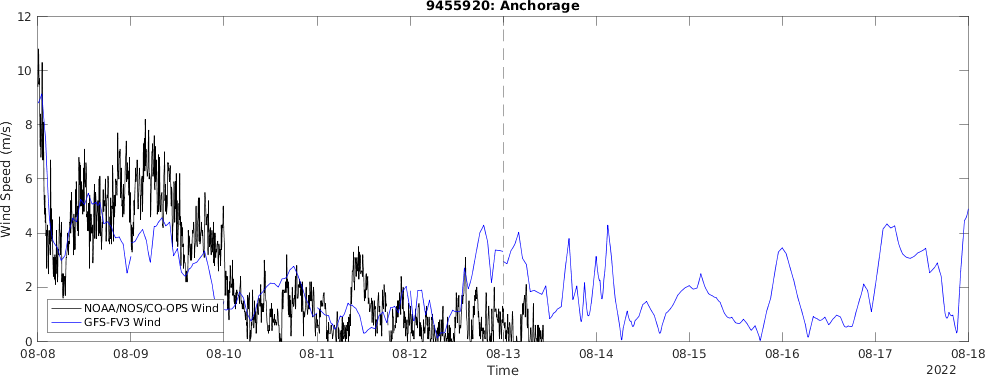 9455920: Anchorage
12
10
8
6
4
2
0
Wind Speed (m/s)
NOAA/NOS/CO-OPS Wind
GFS-FV3 Wind
08-08 08-09 08-10 08-11 08-12 08-13 08-14 08-15 08-16 08-17 08-18
Time
2022